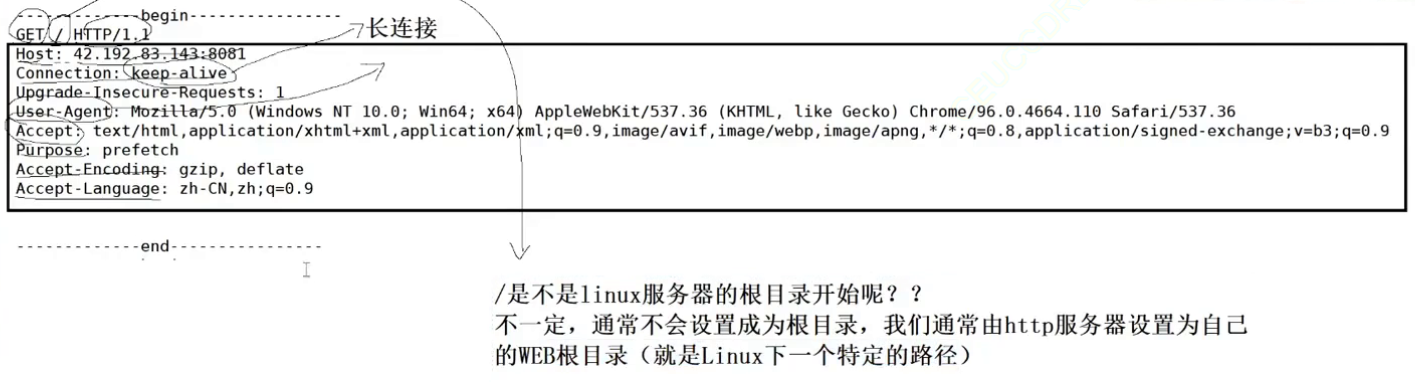 -------------begin----------------
GET / HTTP/1.1
长连接
Host: 42.192.83.143:8081
Connection: keep-alive
Upgrade-Insecure-Requests: 1
User-Agent: Mozilla/5.0 (Windows NT 10.0; Win64; x64) AppleWebKit/537.36 (KHTML, like Gecko) Chrome/96.0.4664.110 Safari/537.36
Accept: text/html,application/xhtml+xml,application/xml;q=0.9,image/avif,image/webp,image/apng,*/*;q=0.8,application/signed-exchange;v=b3;q=0.9
Purpose: prefetch
Accept-Encoding: gzip, deflate
Accept-Language: zh-CN,zh;q=0.9
-------------end----------------
/是不是linux服务器的根目录开始呢？？
不一定，通常不会设置成为根目录，我们通常由http服务器设置为自己
的WEB根目录（就是Linux下一个特定的路径）